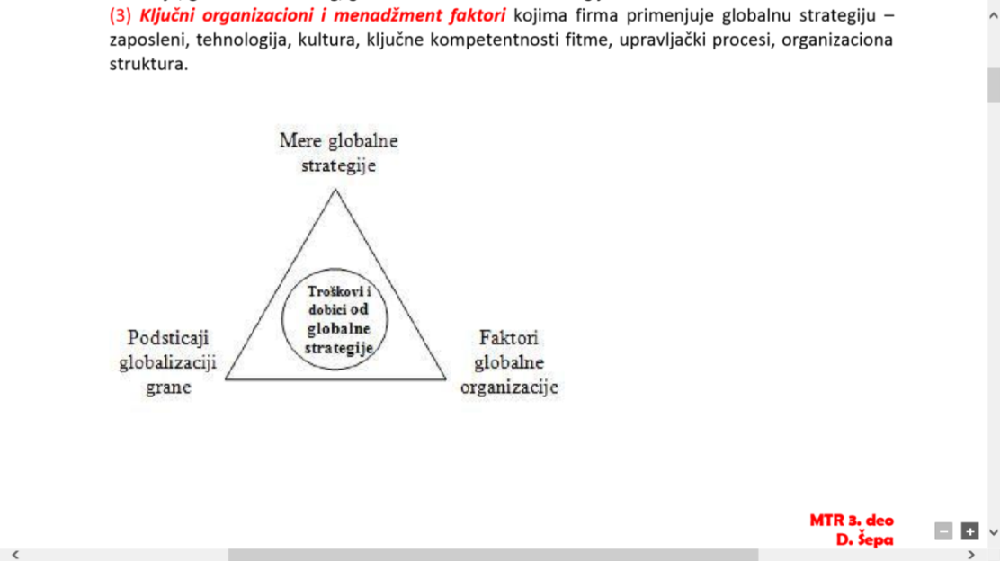 (3) Ključni organizacioni i menadžment faktori kojima firma primenjuje globalnu strategiju –
zaposleni, tehnologija, kultura, ključne kompetentnosti fitme, upravljački procesi, organizaciona
struktura.
Mere globalne
strategije
Troškovi i
dobici od
globalne
strategije
Podsticaji
globalizaciji
grane
Faktori
globalne
organizacije
MTR 3. deo
D. Šepa